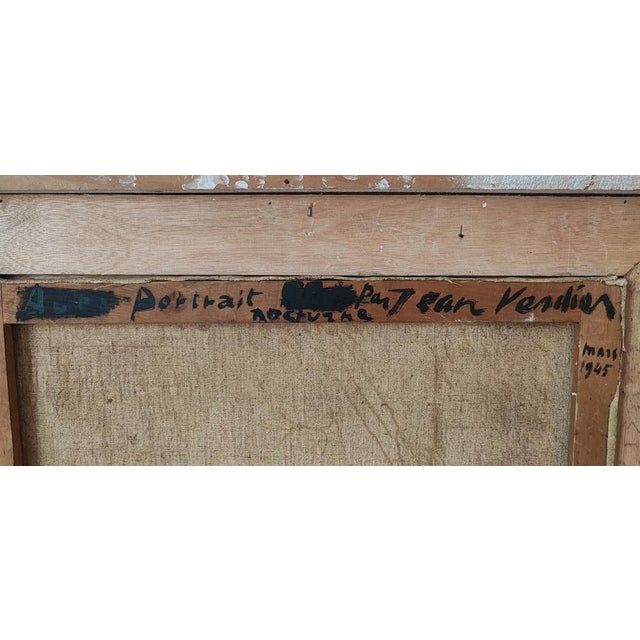 Portrait par Jean Verdier
nocturne
mars
1945